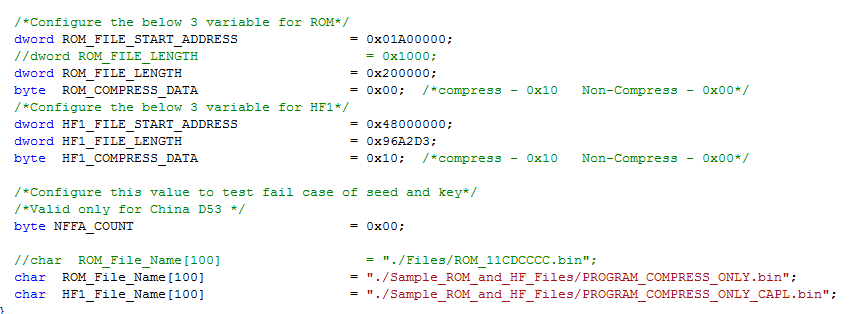 /*Configure the below 3 variable for ROM*/
dword ROM_FILE_START_ADDRESS = 0x01A00000;
//dword ROM_FILE_LENGTH = 0x1000;
dword ROM_FILE_LENGTH = 0x200000;
byte ROM_COMPRESS_DATA = 0x00; /*compress - 0x10 Non-Compress - 0x00*/
/*Configure the below 3 variable for HF1*/
dword HF1_FILE_START_ADDRESS = 0x48000000;
dword HF1_FILE_LENGTH = 0x96A2D3;
byte HF1_COMPRESS_DATA = 0x10; /*compress - 0x10 Non-Compress - 0x00*/
/*Configure this value to test fail case of seed and key*/
/*Valid only for China D53 */
byte NFFA_COUNT = 0x00;
//char ROM_File_Name[100] = "./Files/ROM_11CDCCCC.bin";
char ROM_File_Name[100] = "./Sample_ROM_and_HF_Files/PROGRAM_COMPRESS_ONLY.bin";
char HF1_File_Name[100] = "./Sample_ROM_and_HF_Files/PROGRAM_COMPRESS_ONLY_CAPL.bin";
}